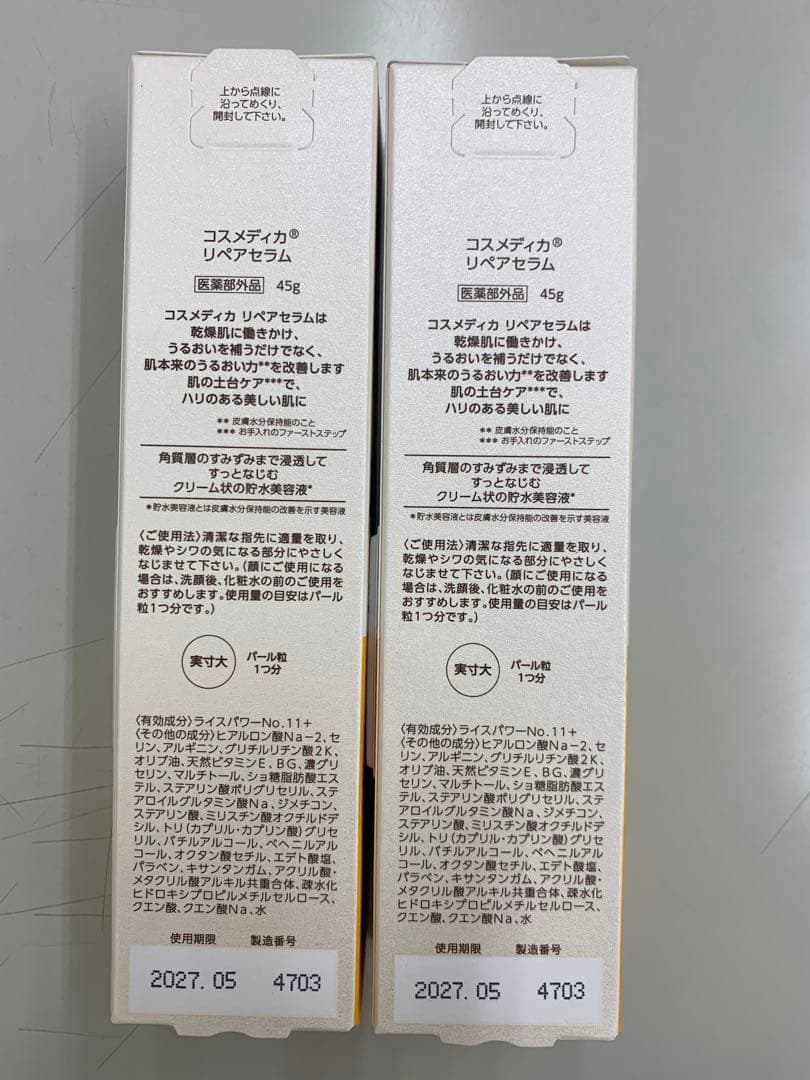 上から点線に
沿ってめくり、
開封して下さい。
コスメディカ®
リペアセラム
医薬部外品 45g
コスメディカ リペアセラムは
乾燥肌に働きかけ、
うるおいを補うだけでなく、
肌本来のうるおい力**を改善します
肌の土台ケア***で、
ハリのある美しい肌に
** 皮膚水分保持能のこと
*** お手入れのファーストステップ
角質層のすみずみまで浸透して
すっとなじむ
クリーム状の貯水美容液*
*貯水美容液とは皮膚水分保持能の改善を示す美容液
〈ご使用法〉清潔な指先に適量を取り、
乾燥やシワの気になる部分にやさしく
なじませて下さい。(顔にご使用になる
場合は、洗顔後、化粧水の前のご使用を
おすすめします。使用量の目安はパール
粒1つ分です。)
実寸大 パール粒
1つ分
〈有効成分〉ライスパワーNo.11+
〈その他の成分〉ヒアルロン酸Na-2、セ
リン、アルギニン、グリチルリチン酸2K、
オリブ油、天然ビタミンE、BG、濃グリ
セリン、マルチトール、ショ糖脂肪酸エス
テル、ステアリン酸ポリグリセリル、ステ
アロイルグルタミン酸Na、ジメチコン、
ステアリン酸、ミリスチン酸オクチルドデ
シル、トリ(カプリル・カプリン酸)グリセ
リル、バチルアルコール、ベヘニルアル
コール、オクタン酸セチル、エデト酸塩、
パラベン、キサンタンガム、アクリル酸・
メタクリル酸アルキル共重合体、疎水化
ヒドロキシプロピルメチルセルロース、
クエン酸、クエン酸Na、水
使用期限 製造番号
2027.05 4703
上から点線に
沿ってめくり、
開封して下さい。
コスメディカ®
リペアセラム
医薬部外品 45g
コスメディカ リペアセラムは
乾燥肌に働きかけ、
うるおいを補うだけでなく、
肌本来のうるおい力**を改善します
肌の土台ケア***で、
ハリのある美しい肌に
** 皮膚水分保持能のこと
*** お手入れのファーストステップ
角質層のすみずみまで浸透して
すっとなじむ
クリーム状の貯水美容液*
*貯水美容液とは皮膚水分保持能の改善を示す美容液
〈ご使用法〉清潔な指先に適量を取り、
乾燥やシワの気になる部分にやさしく
なじませて下さい。(顔にご使用になる
場合は、洗顔後、化粧水の前のご使用を
おすすめします。使用量の目安はパール
粒1つ分です。)
実寸大 パール粒
1つ分
〈有効成分〉ライスパワーNo.11+
〈その他の成分〉ヒアルロン酸Na-2、セ
リン、アルギニン、グリチルリチン酸2K、
オリブ油、天然ビタミンE、BG、濃グリ
セリン、マルチトール、ショ糖脂肪酸エス
テル、ステアリン酸ポリグリセリル、ステ
アロイルグルタミン酸Na、ジメチコン、
ステアリン酸、ミリスチン酸オクチルドデ
シル、トリ(カプリル・カプリン酸)グリセ
リル、バチルアルコール、ベヘニルアル
コール、オクタン酸セチル、エデト酸塩、
パラベン、キサンタンガム、アクリル酸・
メタクリル酸アルキル共重合体、疎水化
ヒドロキシプロピルメチルセルロース、
クエン酸、クエン酸Na、水
使用期限 製造番号
2027.05 4703